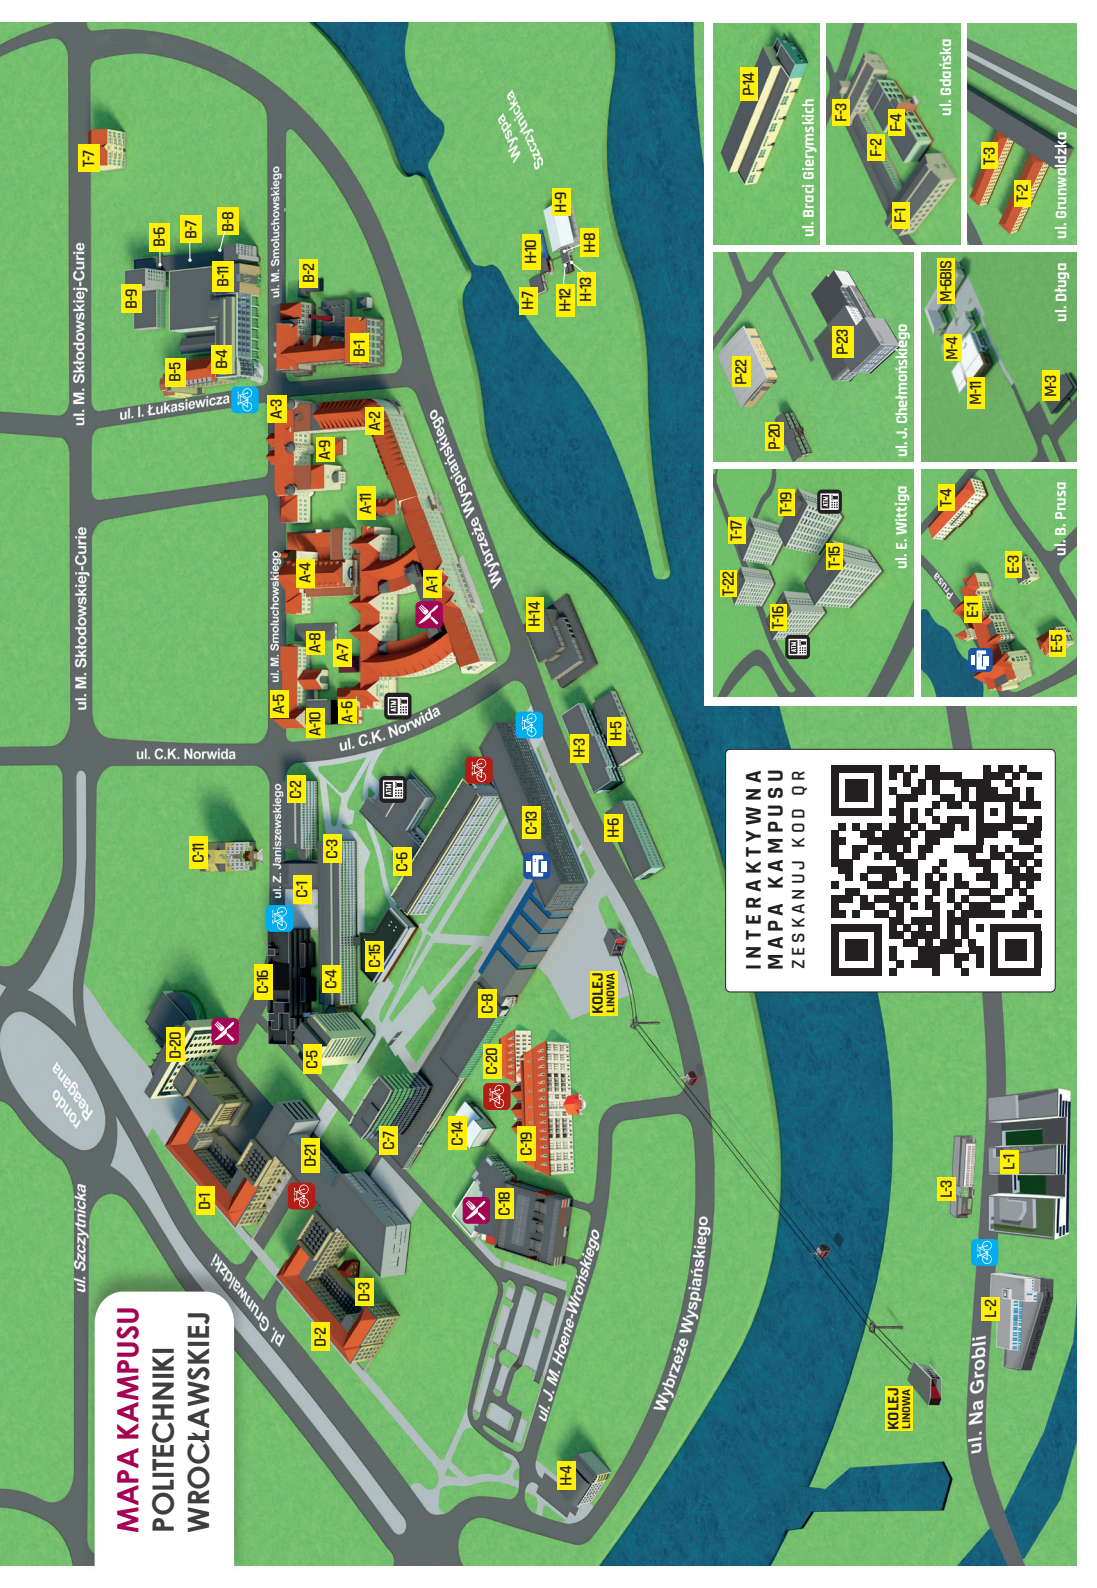 MAPA KAMPUSU
POLITECHNIKI
WROCŁAWSKIEJ
ul. Szczytnicka
rondo
Reagana
pl. Grunwaldzki
ul. M. Skłodowskiej-Curie
ul. M. Skłodowskiej-Curie
ul. C.K. Norwida
ul. C.K. Norwida
ul. I. Łukasiewicza
ul. Z. Janiszewskiego
ul. M. Smoluchowskiego
ul. M. Smoluchowskiego
Wybrzeże Wyspiańskiego
Wybrzeże Wyspiańskiego
ul. J. M. Hoene-Wrońskiego
ul. Na Grobli
Wyspa
Szczytnicka
T-7
B-6
B-7
B-8
B-9
B-11
B-5
B-4
B-2
B-1
A-3
A-2
A-9
A-11
A-4
A-1
A-8
A-7
A-5
A-10
A-6
ATM
C-11
C-2
C-3
C-1
C-6
ATM
C-13
C-16
C-4
C-15
C-5
C-8
C-7
C-20
C-14
C-19
C-18
D-20
D-1
D-21
D-2
D-3
H-14
H-3
H-5
H-6
H-4
H-9
H-10
H-8
H-7
H-12
H-13
KOLEJ
LINOWA
KOLEJ
LINOWA
L-3
L-1
L-2
P-14
ul. Braci Gierymskich
F-3
F-4
F-2
F-1
ul. Gdańska
T-3
T-2
ul. Grunwaldzka
P-22
P-23
P-20
ul. J. Chełmońskiego
M-6BIS
M-4
M-11
M-3
ul. Długa
T-19
T-17
T-15
T-22
T-16
ATM
ATM
ul. E. Wittiga
T-4
E-3
E-1
E-5
Prusa
ul. B. Prusa
INTERAKTYWNA
MAPA KAMPUSU
ZESKANUJ KOD QR